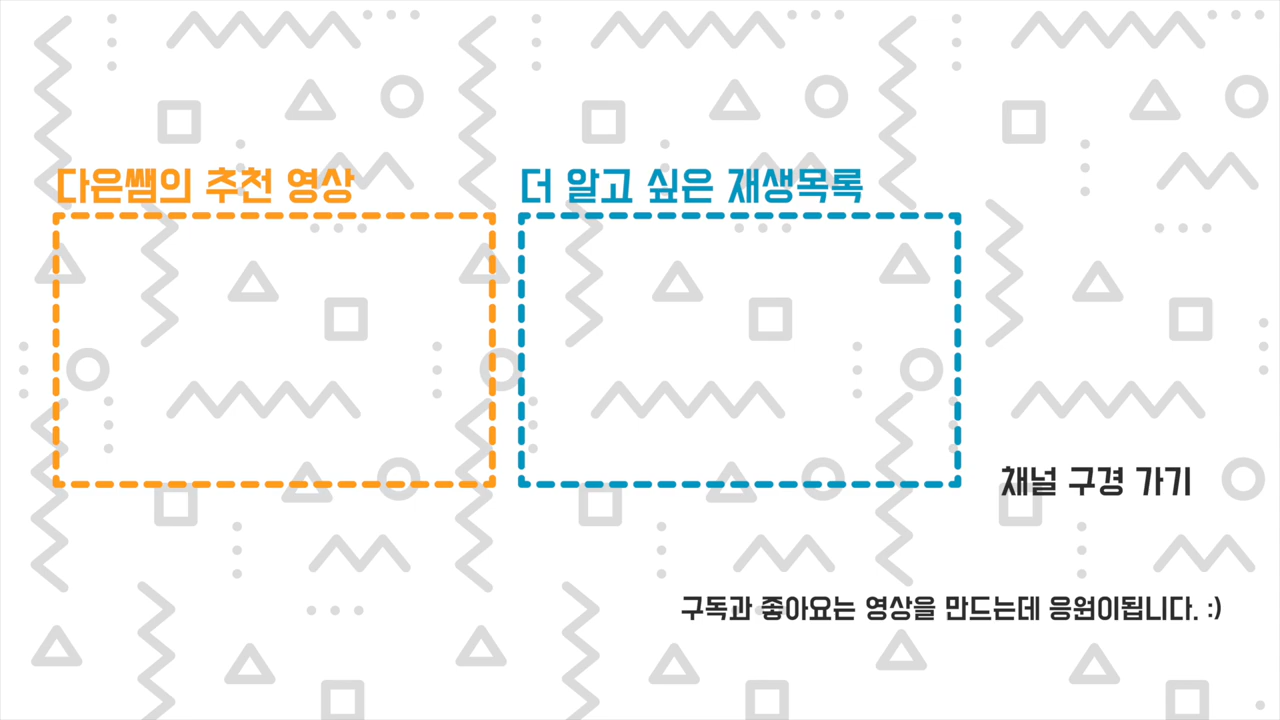 다은쌤의 추천 영상
더 알고 싶은 재생목록
채널 구경 가기
구독과 좋아요는 영상을 만드는데 응원이됩니다. :)